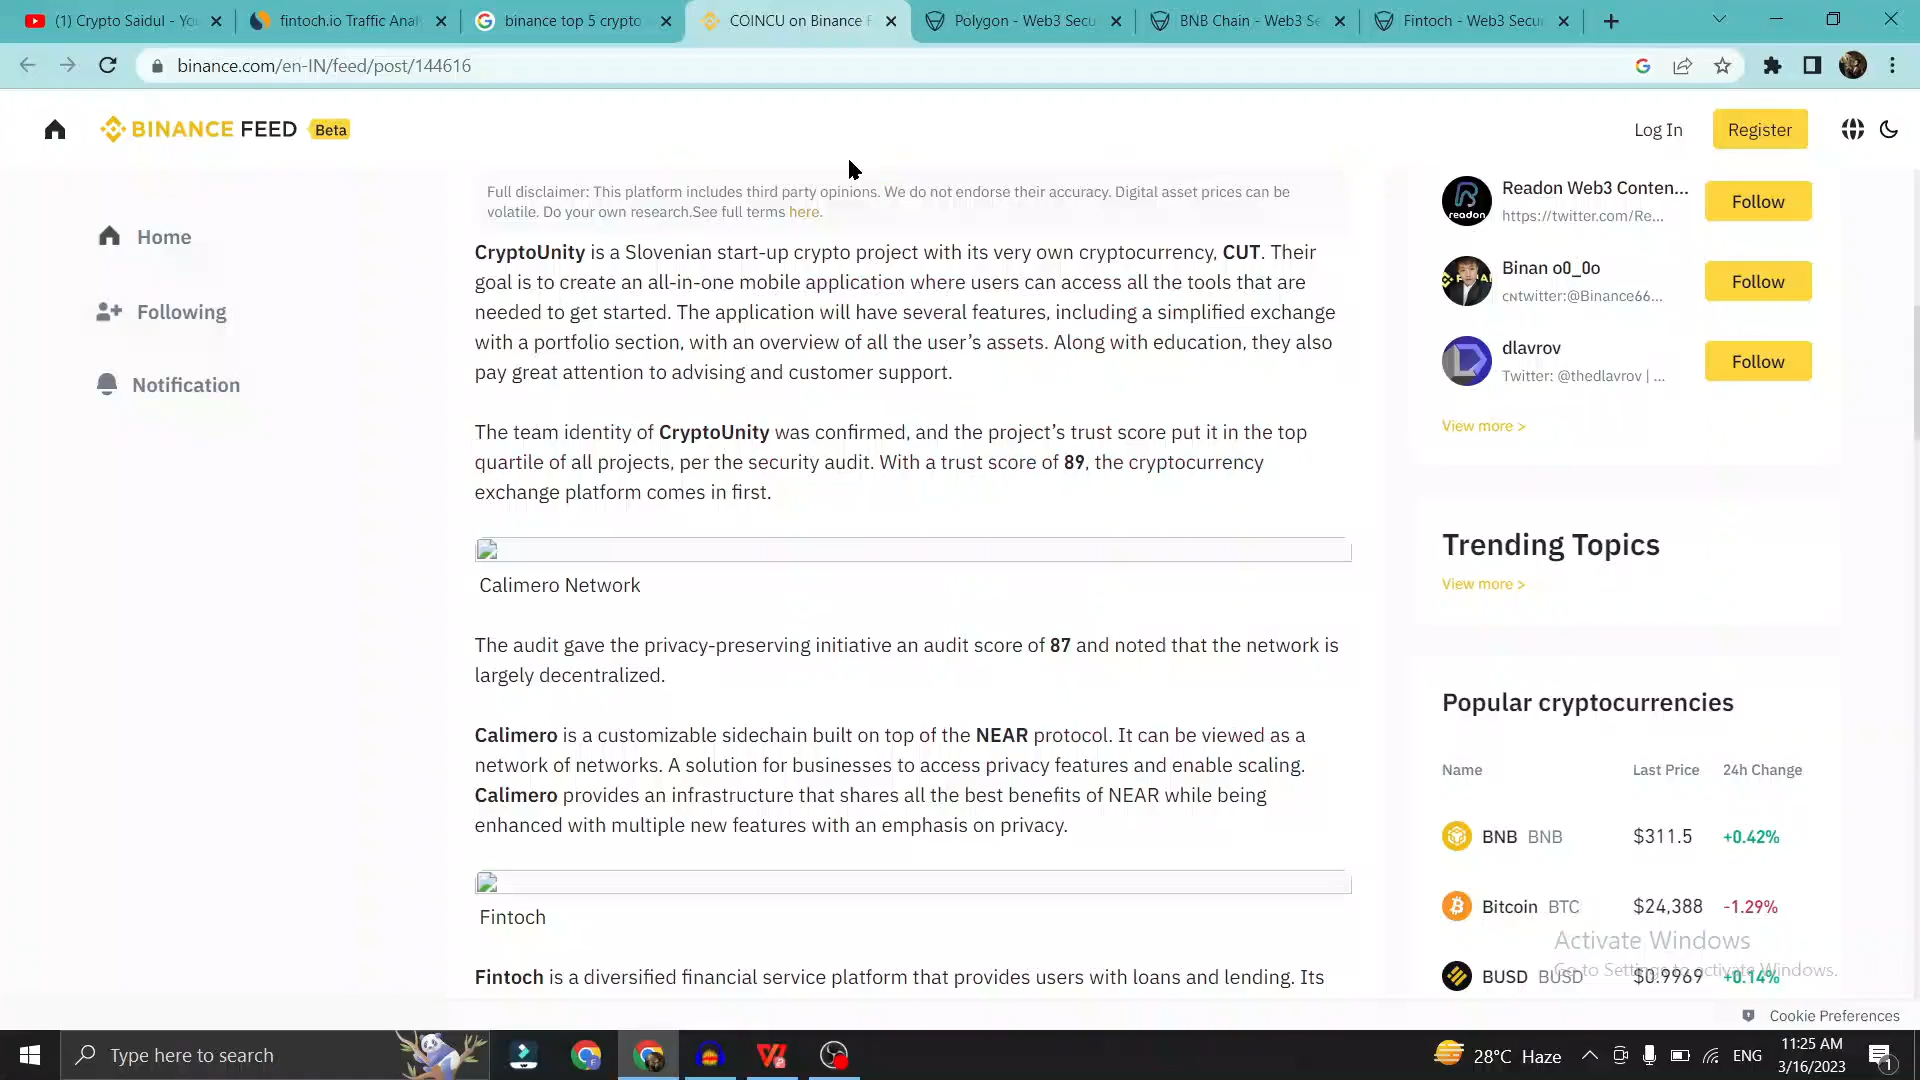 (1) Crypto Saidul - Yo
fintoch.io Traffic Anal
binance top 5 crypto
COINCU on Binance F
Polygon - Web3 Secu
BNB Chain - Web3 Se
Fintoch - Web3 Secu
binance.com/en-IN/feed/post/144616
BINANCE FEED Beta
Log In
Register
Home
Following
Notification
Full disclaimer: This platform includes third party opinions. We do not endorse their accuracy. Digital asset prices can be
volatile. Do your own research.See full terms here.
CryptoUnity is a Slovenian start-up crypto project with its very own cryptocurrency, CUT. Their
goal is to create an all-in-one mobile application where users can access all the tools that are
needed to get started. The application will have several features, including a simplified exchange
with a portfolio section, with an overview of all the user’s assets. Along with education, they also
pay great attention to advising and customer support.
The team identity of CryptoUnity was confirmed, and the project’s trust score put it in the top
quartile of all projects, per the security audit. With a trust score of 89, the cryptocurrency
exchange platform comes in first.
Calimero Network
The audit gave the privacy-preserving initiative an audit score of 87 and noted that the network is
largely decentralized.
Calimero is a customizable sidechain built on top of the NEAR protocol. It can be viewed as a
network of networks. A solution for businesses to access privacy features and enable scaling.
Calimero provides an infrastructure that shares all the best benefits of NEAR while being
enhanced with multiple new features with an emphasis on privacy.
Fintoch
Fintoch is a diversified financial service platform that provides users with loans and lending. Its
readon
Readon Web3 Conten...
https://twitter.com/Re...
Follow
Binan o0_0o
cɴtwitter:@Binance66...
Follow
dlavrov
Twitter: @thedlavrov | ...
Follow
View more >
Trending Topics
View more >
Popular cryptocurrencies
Name Last Price 24h Change
BNB BNB $311.5 +0.42%
Bitcoin BTC $24,388 -1.29%
BUSD BUSD $0.9969 +0.14%
Activate Windows
Go to Settings to activate Windows.
Cookie Preferences
Type here to search
28°C Haze
ENG
11:25 AM
3/16/2023
1